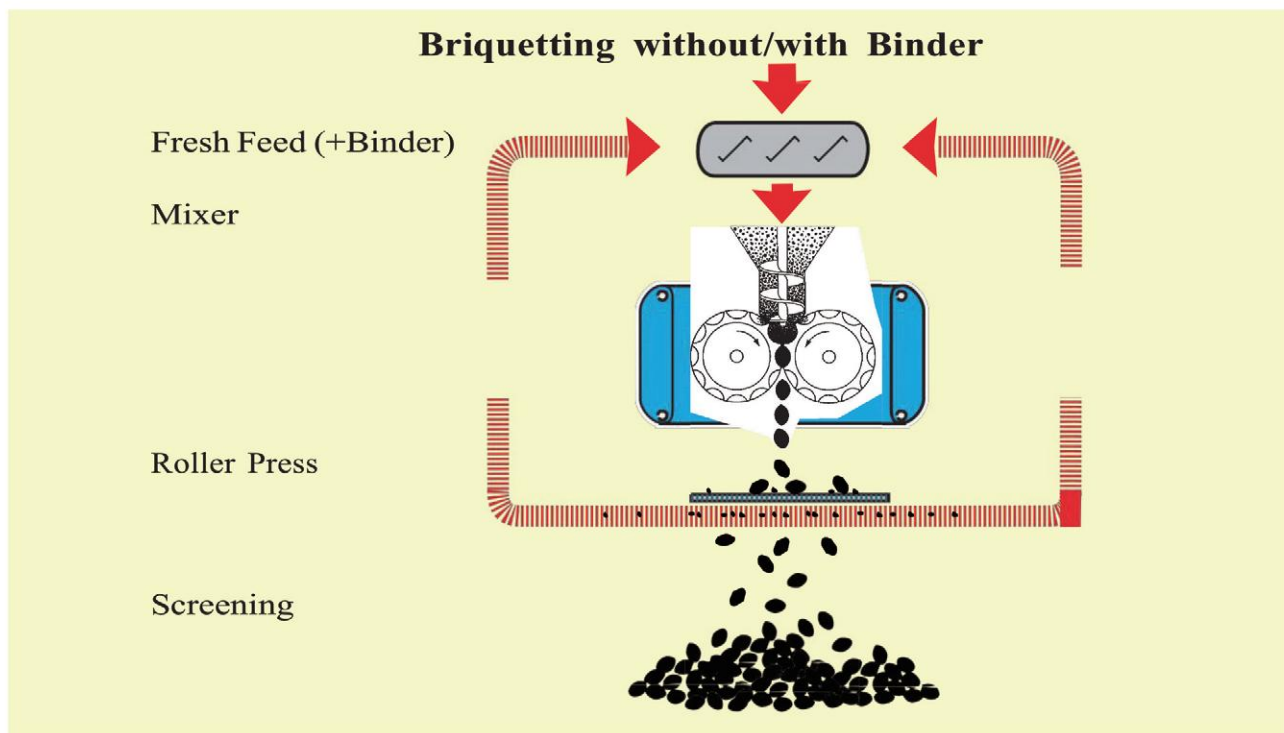 Briquetting without/with Binder
Fresh Feed (+Binder)
Mixer
Roller Press
Screening